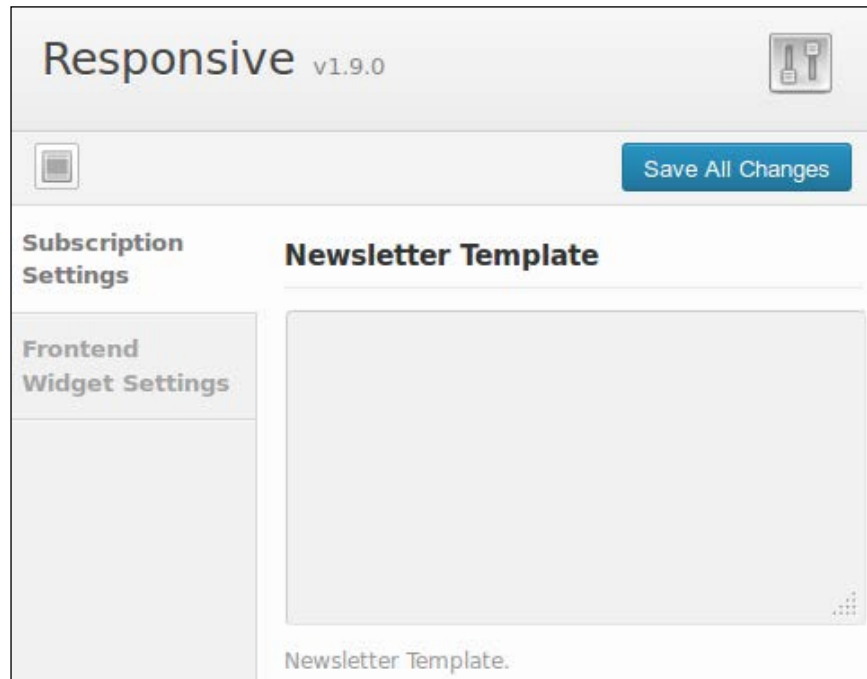 Responsive v1.9.0
Save All Changes
Subscription
Settings
Newsletter Template
Frontend
Widget Settings
Newsletter Template.